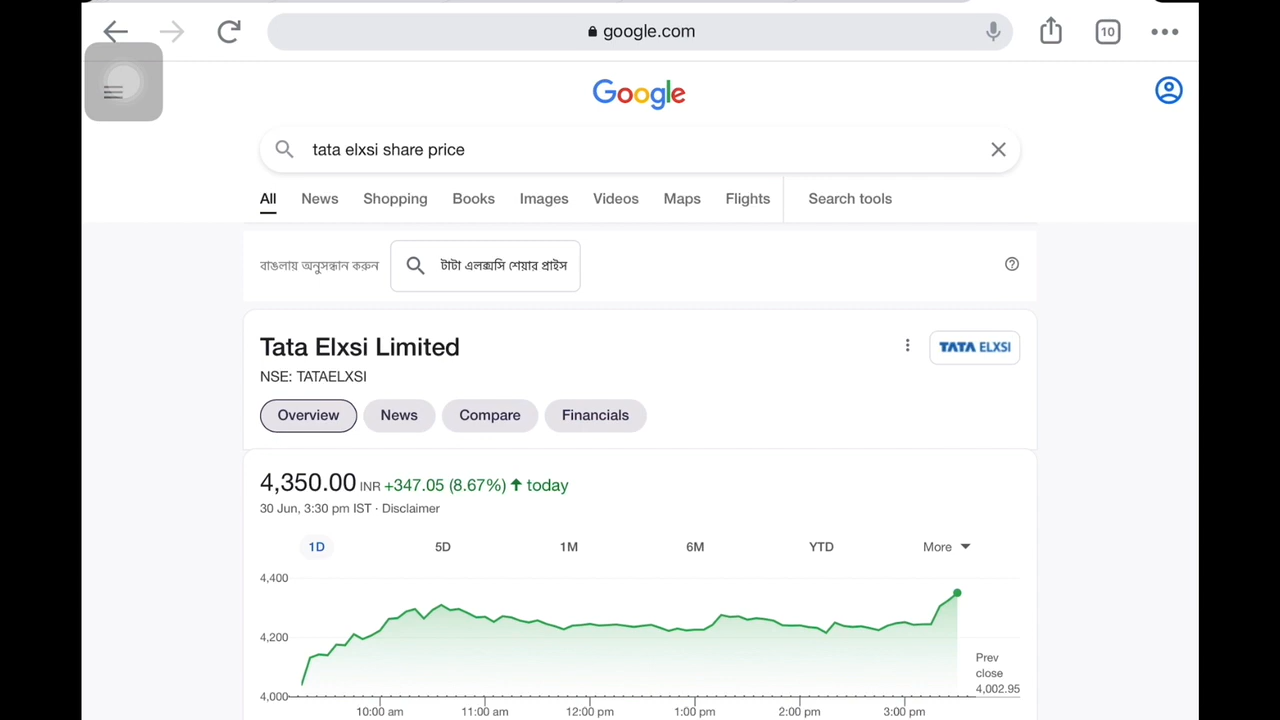 google.com
10
Google
tata elxsi share price
All News Shopping Books Images Videos Maps Flights Search tools
বাঙলায় অনুসন্ধান করুন টাটা এলক্সসি শেয়ার প্রাইস
Tata Elxsi Limited
TATA ELXSI
NSE: TATAELXSI
Overview News Compare Financials
4,350.00 INR +347.05 (8.67%) ↑ today
30 Jun, 3:30 pm IST · Disclaimer
1D 5D 1M 6M YTD More
4,400
4,200
4,000
Prev
close
4,002.95
10:00 am 11:00 am 12:00 pm 1:00 pm 2:00 pm 3:00 pm